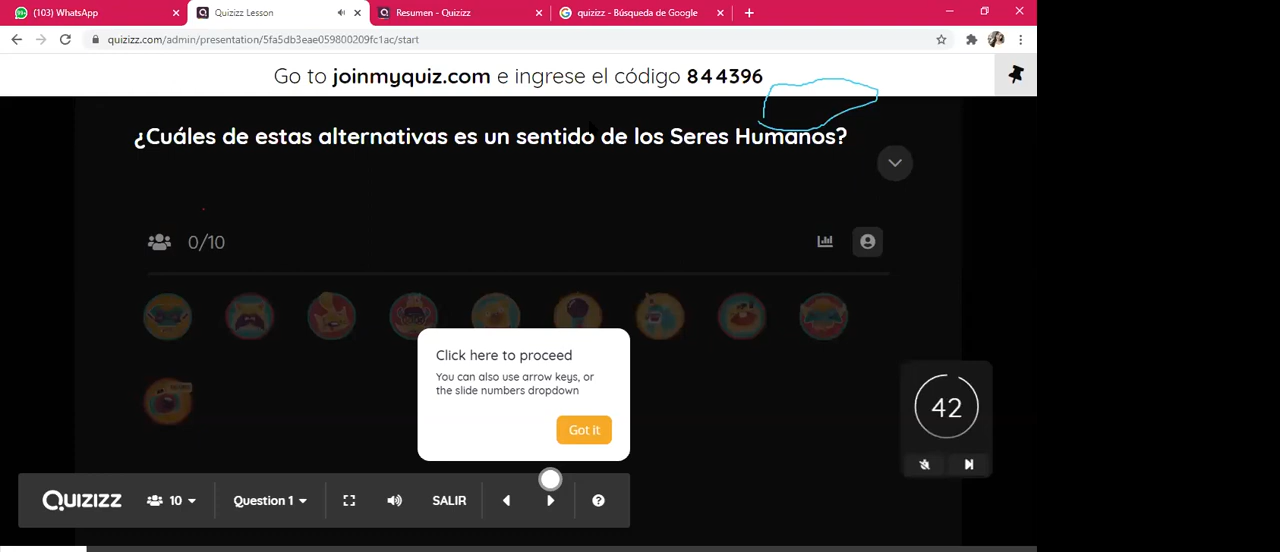 (103) WhatsApp
Quizizz Lesson
Resumen - Quizizz
quizizz - Búsqueda de Google
quizizz.com/admin/presentation/5fa5db3eae059800209fc1ac/start
Go to joinmyquiz.com e ingrese el código 844396
¿Cuáles de estas alternativas es un sentido de los Seres Humanos?
0/10
Click here to proceed
You can also use arrow keys, or
the slide numbers dropdown
Got it
42
QUIZIZZ 10 Question 1 SALIR